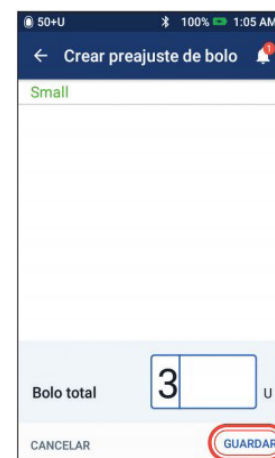 50+U 100% 1:05 AM
Crear preajuste de bolo 1
Small
Bolo total 3 U
CANCELAR GUARDAR